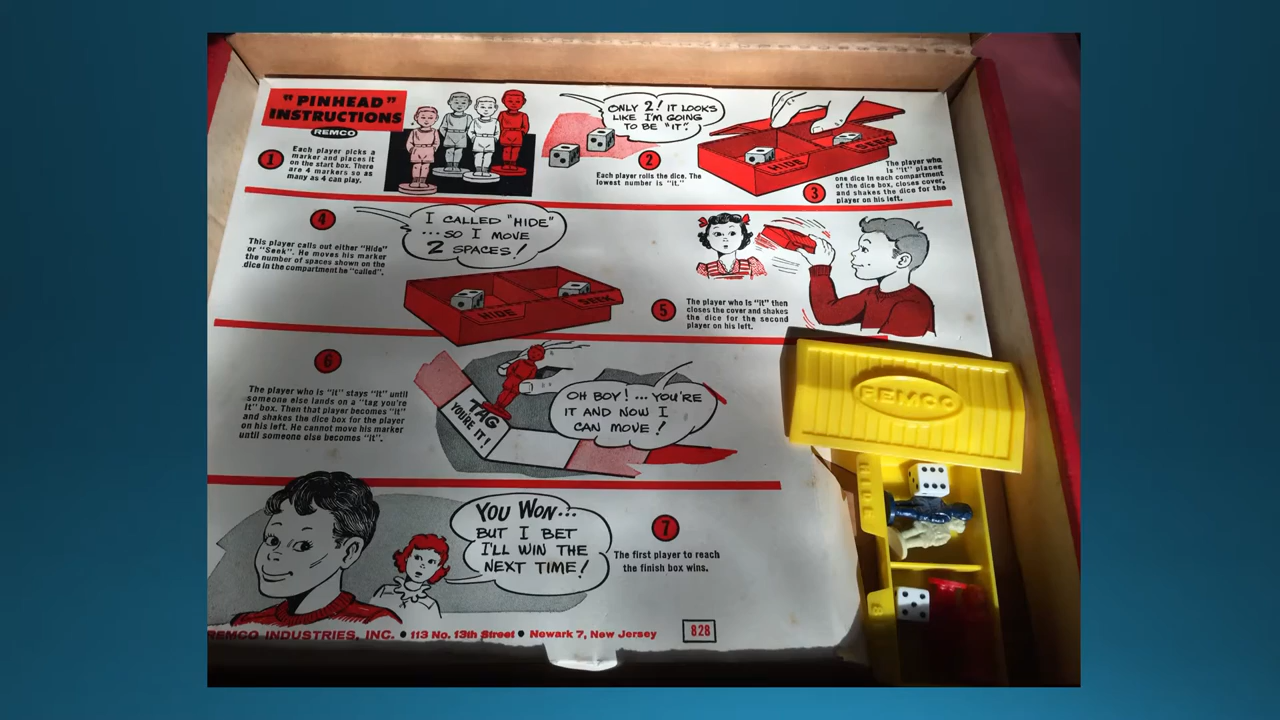 "PINHEAD"
INSTRUCTIONS
REMCO
1
Each player picks a
marker and places it
on the start box. There
are 4 markers so as
many as 4 can play.
ONLY 2! IT LOOKS
LIKE I'M GOING
TO BE "IT".
2
Each player rolls the dice. The
lowest number is "it."
HIDE
SEEK
3
The player who
is "it" places
one dice in each compartment
of the dice box, closes cover,
and shakes the dice for the
player on his left.
4
This player calls out either "Hide"
or "Seek". He moves his marker
the number of spaces shown on the
dice in the compartment he "called".
I CALLED "HIDE"
...SO I MOVE
2 SPACES!
HIDE
SEEK
5
The player who is "it" then
closes the cover and shakes
the dice for the second
player on his left.
6
The player who is "it" stays "it" until
someone else lands on a "tag you're
it" box. Then that player becomes "it"
and shakes the dice box for the player
on his left. He cannot move his marker
until someone else becomes "it".
TAG
YOU'RE IT!
OH BOY!...YOU'RE
IT AND NOW I
CAN MOVE!
REMCO
HIDE
YOU WON...
BUT I BET
I'LL WIN THE
NEXT TIME!
7
The first player to reach
the finish box wins.
REMCO INDUSTRIES, INC. • 113 No. 13th Street • Newark 7, New Jersey
828